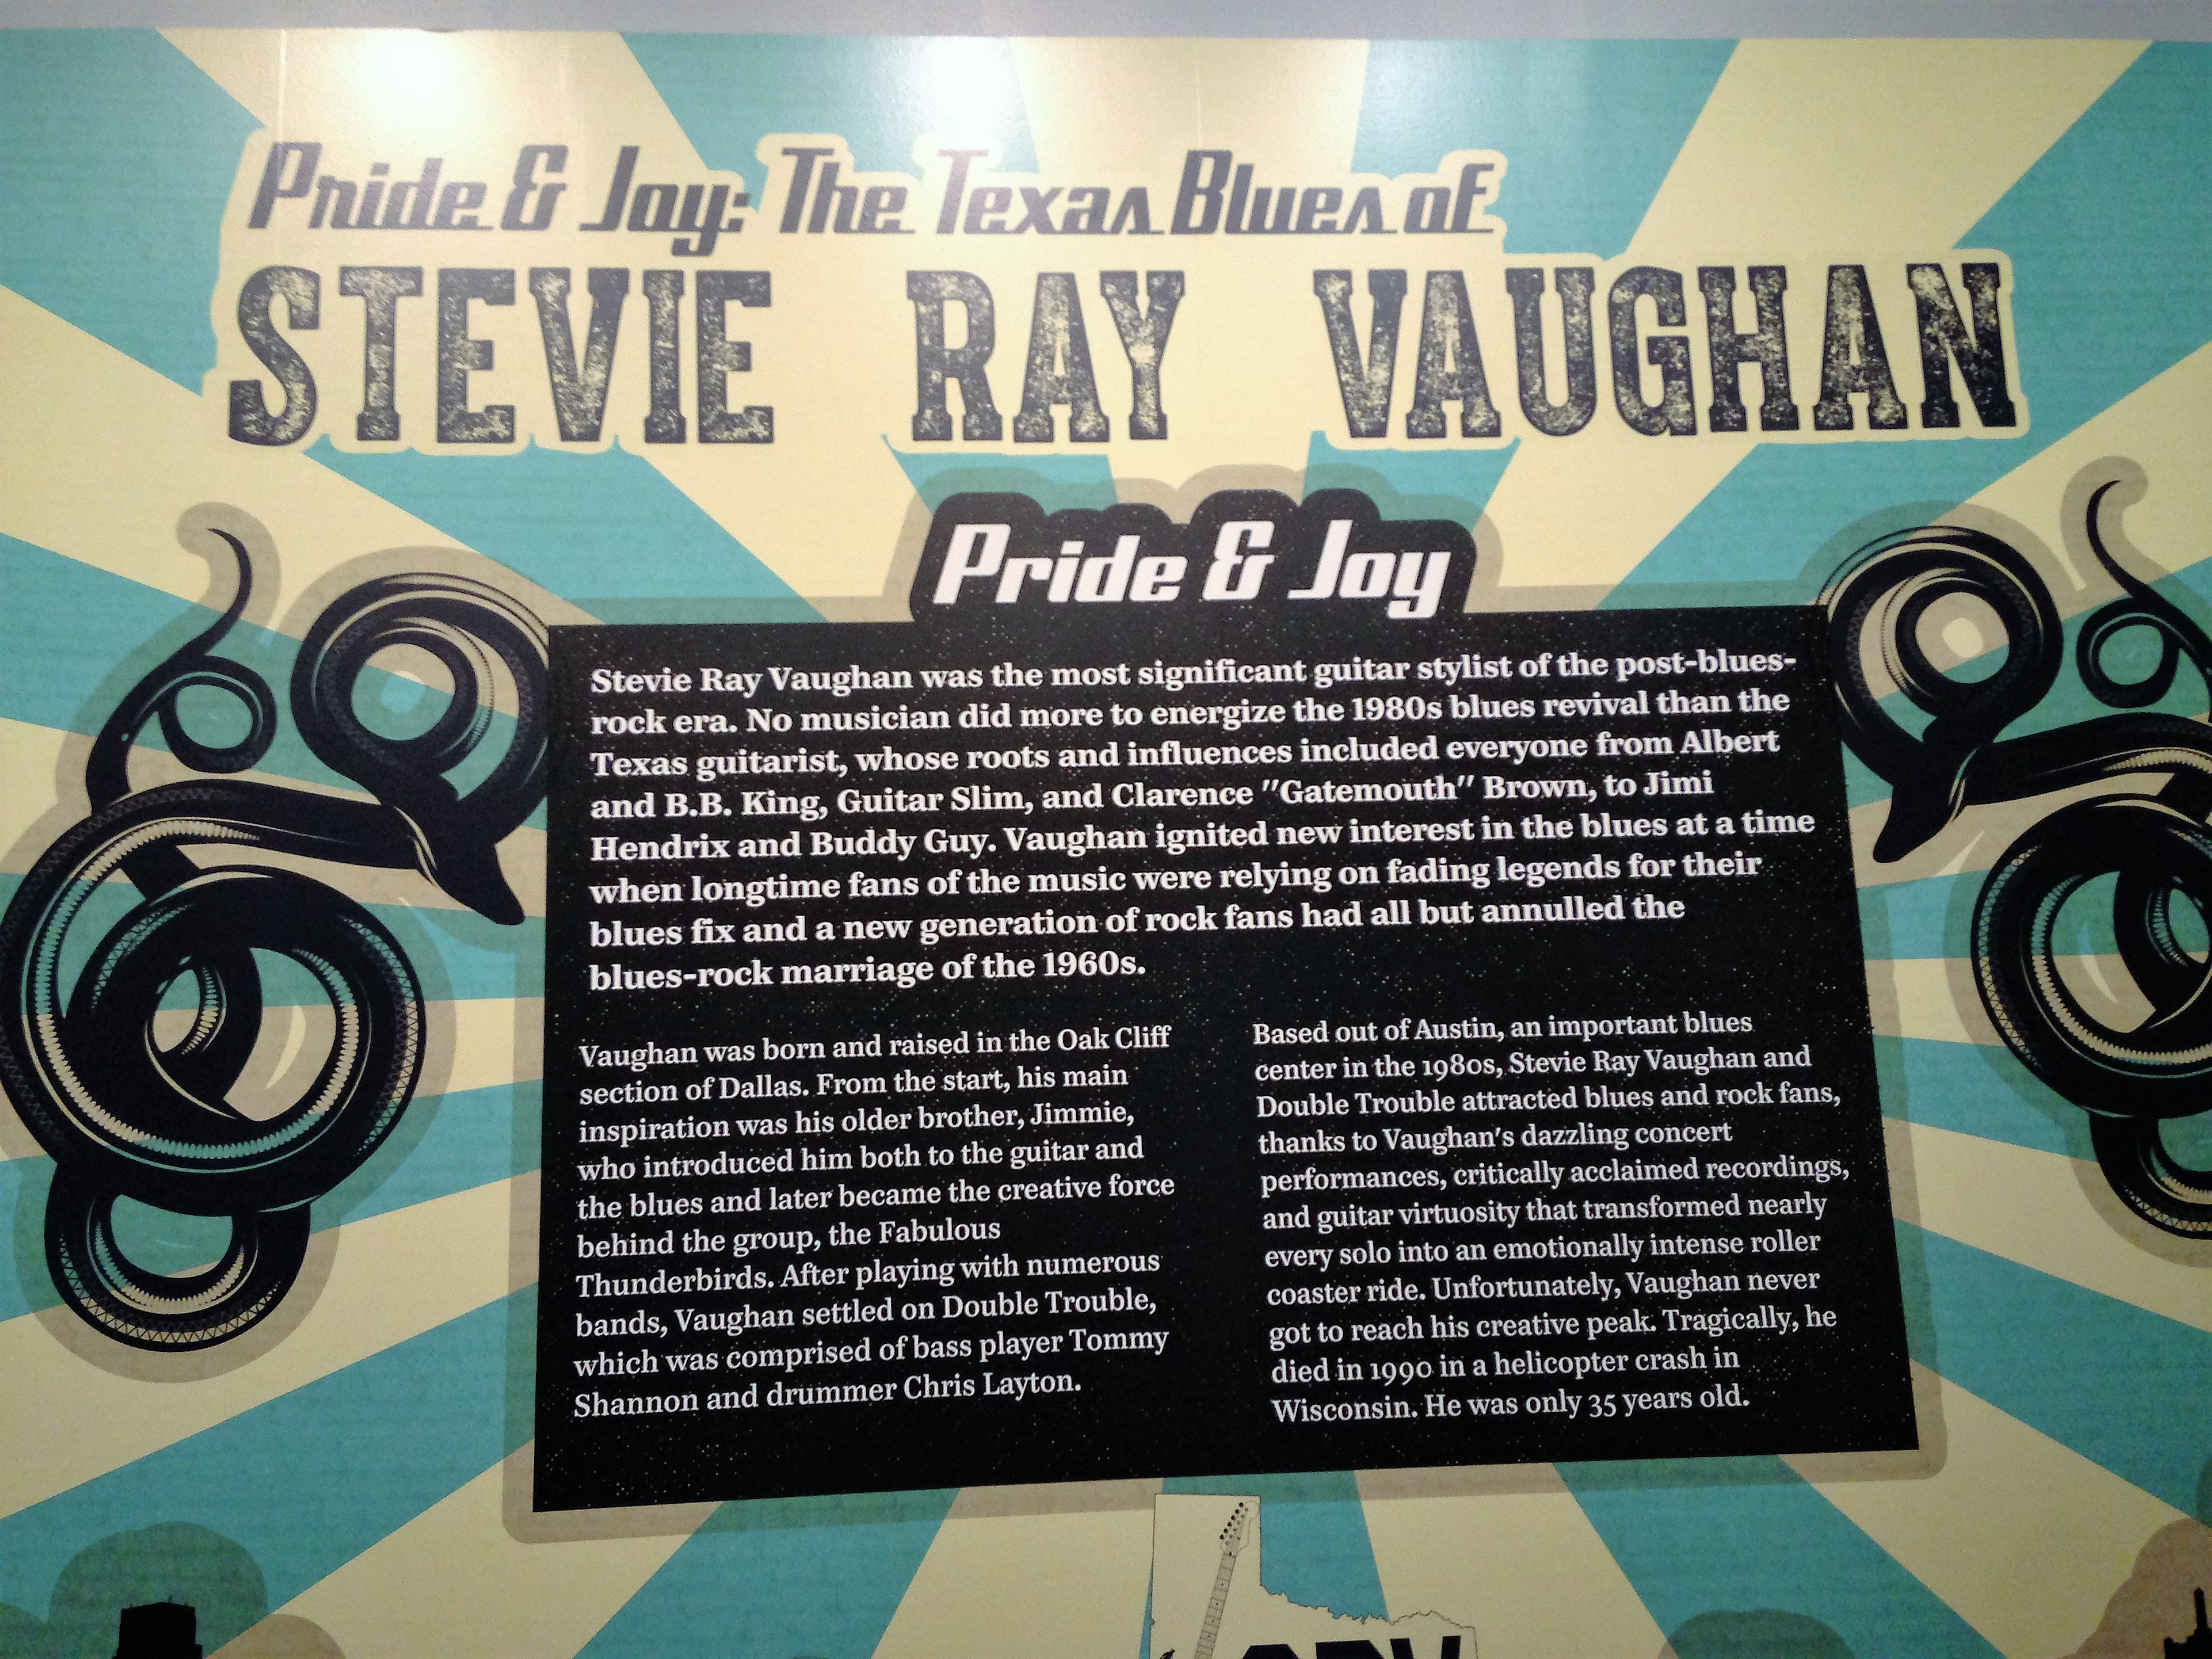 Pride & Joy: The Texas Blues of
STEVIE RAY VAUGHAN
Pride & Joy
Stevie Ray Vaughan was the most significant guitar stylist of the post-blues-
rock era. No musician did more to energize the 1980s blues revival than the
Texas guitarist, whose roots and influences included everyone from Albert
and B.B. King, Guitar Slim, and Clarence "Gatemouth" Brown, to Jimi
Hendrix and Buddy Guy. Vaughan ignited new interest in the blues at a time
when longtime fans of the music were relying on fading legends for their
blues fix and a new generation of rock fans had all but annulled the
blues-rock marriage of the 1960s.
Vaughan was born and raised in the Oak Cliff
section of Dallas. From the start, his main
inspiration was his older brother, Jimmie,
who introduced him both to the guitar and
the blues and later became the creative force
behind the group, the Fabulous
Thunderbirds. After playing with numerous
bands, Vaughan settled on Double Trouble,
which was comprised of bass player Tommy
Shannon and drummer Chris Layton.
Based out of Austin, an important blues
center in the 1980s, Stevie Ray Vaughan and
Double Trouble attracted blues and rock fans,
thanks to Vaughan's dazzling concert
performances, critically acclaimed recordings,
and guitar virtuosity that transformed nearly
every solo into an emotionally intense roller
coaster ride. Unfortunately, Vaughan never
got to reach his creative peak. Tragically, he
died in 1990 in a helicopter crash in
Wisconsin. He was only 35 years old.